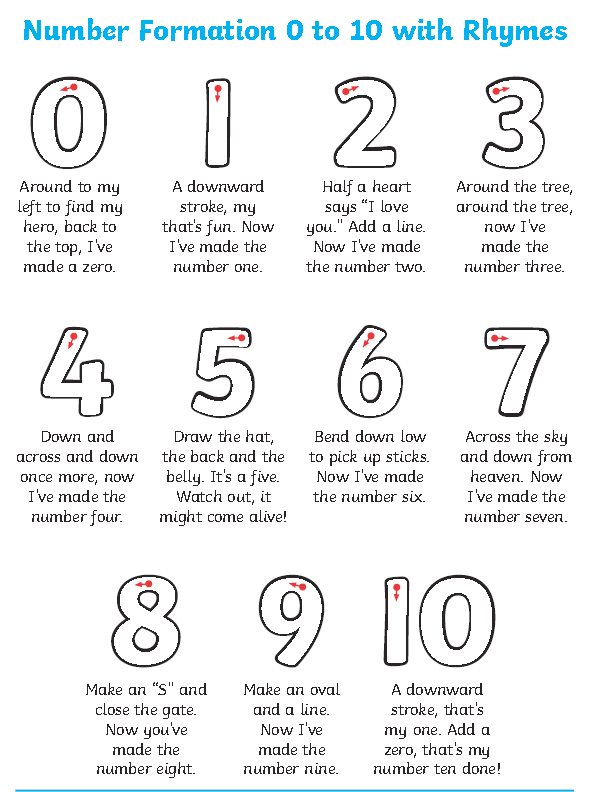 Number Formation 0 to 10 with Rhymes
0
Around to my
left to find my
hero, back to
the top, I've
made a zero.
1
A downward
stroke, my
that's fun. Now
I've made the
number one.
2
Half a heart
says "I love
you." Add a line.
Now I've made
the number two.
3
Around the tree,
around the tree,
now I've
made the
number three.
4
Down and
across and down
once more, now
I've made the
number four.
5
Draw the hat,
the back and the
belly. It's a five.
Watch out, it
might come alive!
6
Bend down low
to pick up sticks.
Now I've made
the number six.
7
Across the sky
and down from
heaven. Now
I've made the
number seven.
8
Make an "S" and
close the gate.
Now you've
made the
number eight.
9
Make an oval
and a line.
Now I've
made the
number nine.
10
A downward
stroke, that's
my one. Add a
zero, that's my
number ten done!